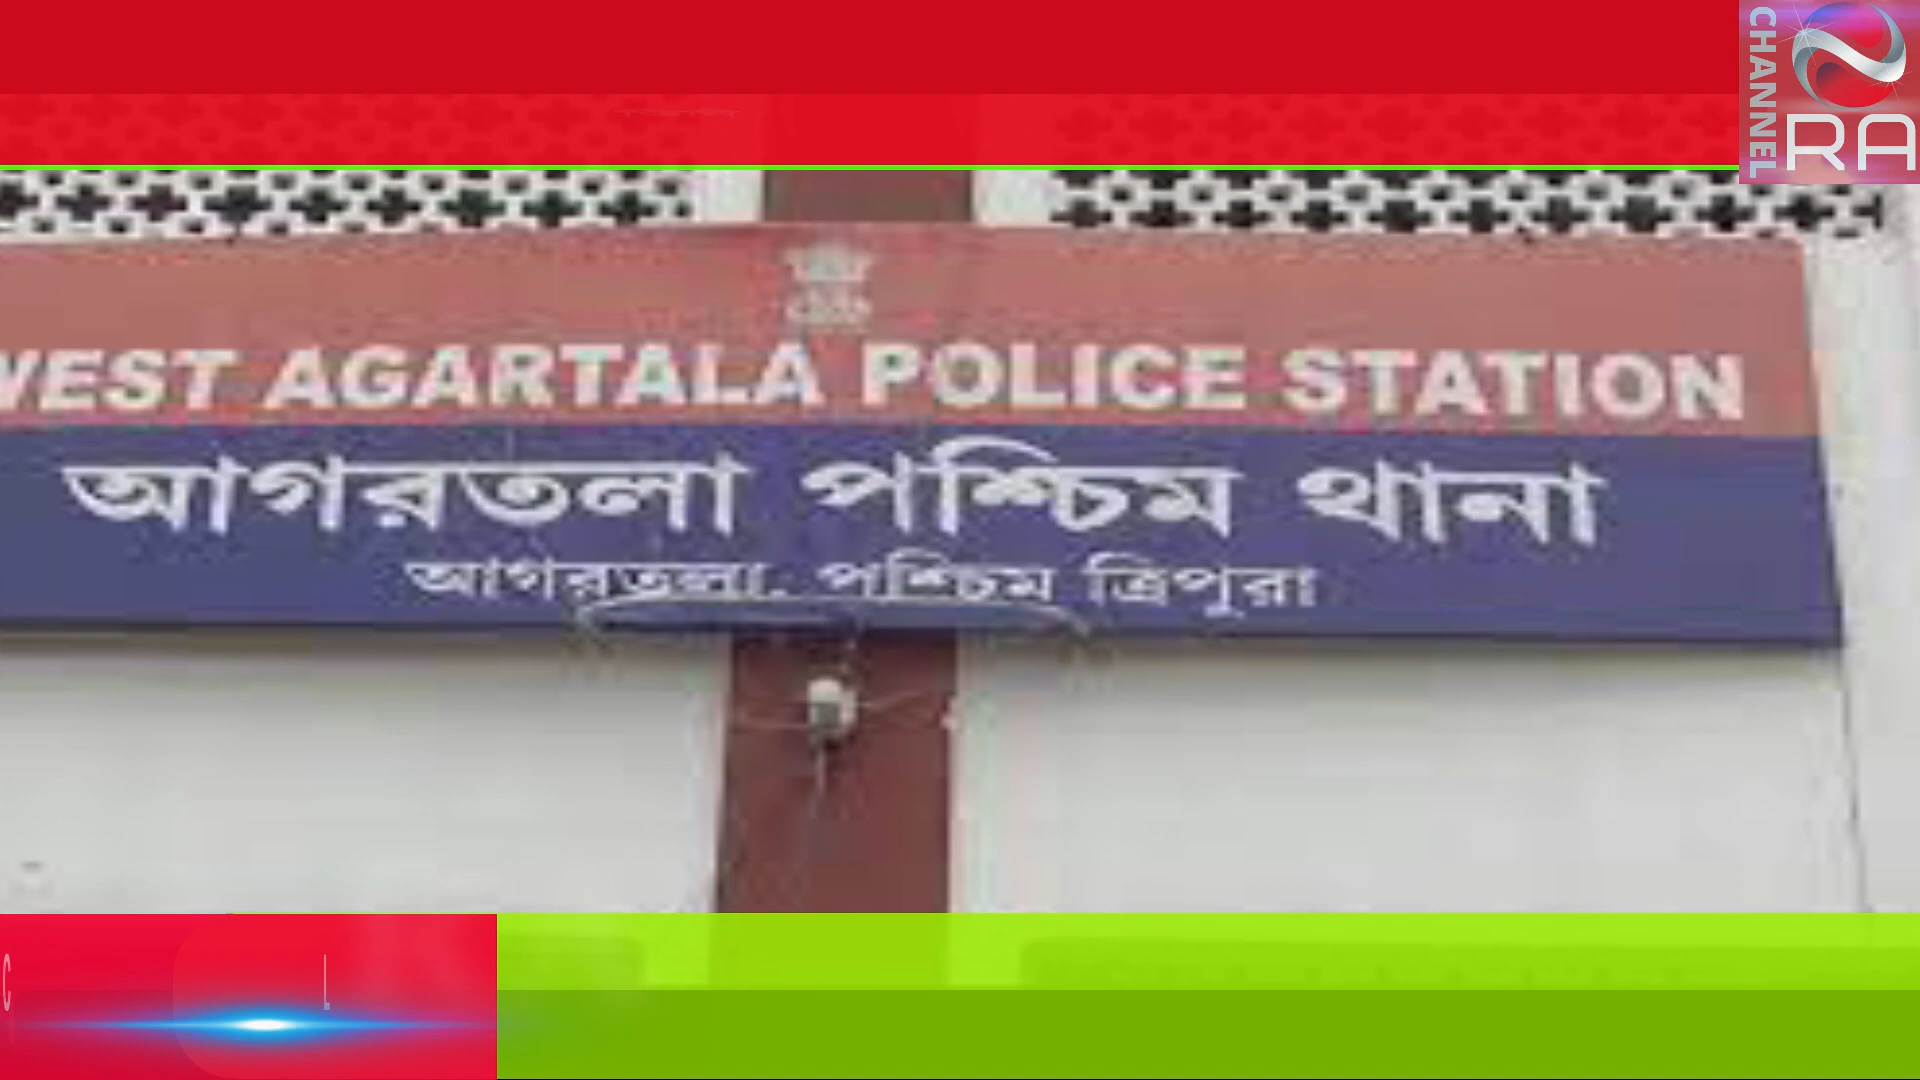 CHANNEL
RA
WEST AGARTALA POLICE STATION
আগরতলা পশ্চিম থানা
আগরতলা, পশ্চিম ত্রিপুরা